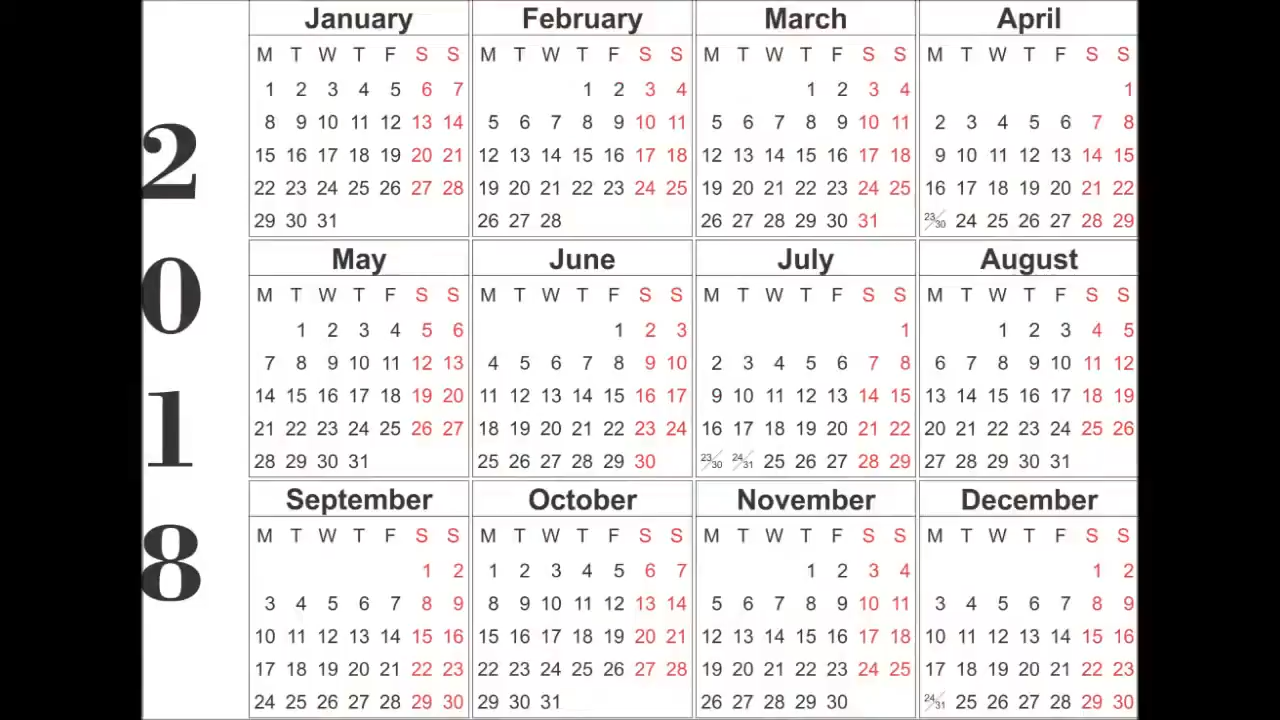 2
0
1
8
January
M T W T F S S
1 2 3 4 5 6 7
8 9 10 11 12 13 14
15 16 17 18 19 20 21
22 23 24 25 26 27 28
29 30 31
February
M T W T F S S
1 2 3 4
5 6 7 8 9 10 11
12 13 14 15 16 17 18
19 20 21 22 23 24 25
26 27 28
March
M T W T F S S
1 2 3 4
5 6 7 8 9 10 11
12 13 14 15 16 17 18
19 20 21 22 23 24 25
26 27 28 29 30 31
April
M T W T F S S
1
2 3 4 5 6 7 8
9 10 11 12 13 14 15
16 17 18 19 20 21 22
23/30 24 25 26 27 28 29
May
M T W T F S S
1 2 3 4 5 6
7 8 9 10 11 12 13
14 15 16 17 18 19 20
21 22 23 24 25 26 27
28 29 30 31
June
M T W T F S S
1 2 3
4 5 6 7 8 9 10
11 12 13 14 15 16 17
18 19 20 21 22 23 24
25 26 27 28 29 30
July
M T W T F S S
1
2 3 4 5 6 7 8
9 10 11 12 13 14 15
16 17 18 19 20 21 22
23/30 24/31 25 26 27 28 29
August
M T W T F S S
1 2 3 4 5
6 7 8 9 10 11 12
13 14 15 16 17 18 19
20 21 22 23 24 25 26
27 28 29 30 31
September
M T W T F S S
1 2
3 4 5 6 7 8 9
10 11 12 13 14 15 16
17 18 19 20 21 22 23
24 25 26 27 28 29 30
October
M T W T F S S
1 2 3 4 5 6 7
8 9 10 11 12 13 14
15 16 17 18 19 20 21
22 23 24 25 26 27 28
29 30 31
November
M T W T F S S
1 2 3 4
5 6 7 8 9 10 11
12 13 14 15 16 17 18
19 20 21 22 23 24 25
26 27 28 29 30
December
M T W T F S S
1 2
3 4 5 6 7 8 9
10 11 12 13 14 15 16
17 18 19 20 21 22 23
24/31 25 26 27 28 29 30